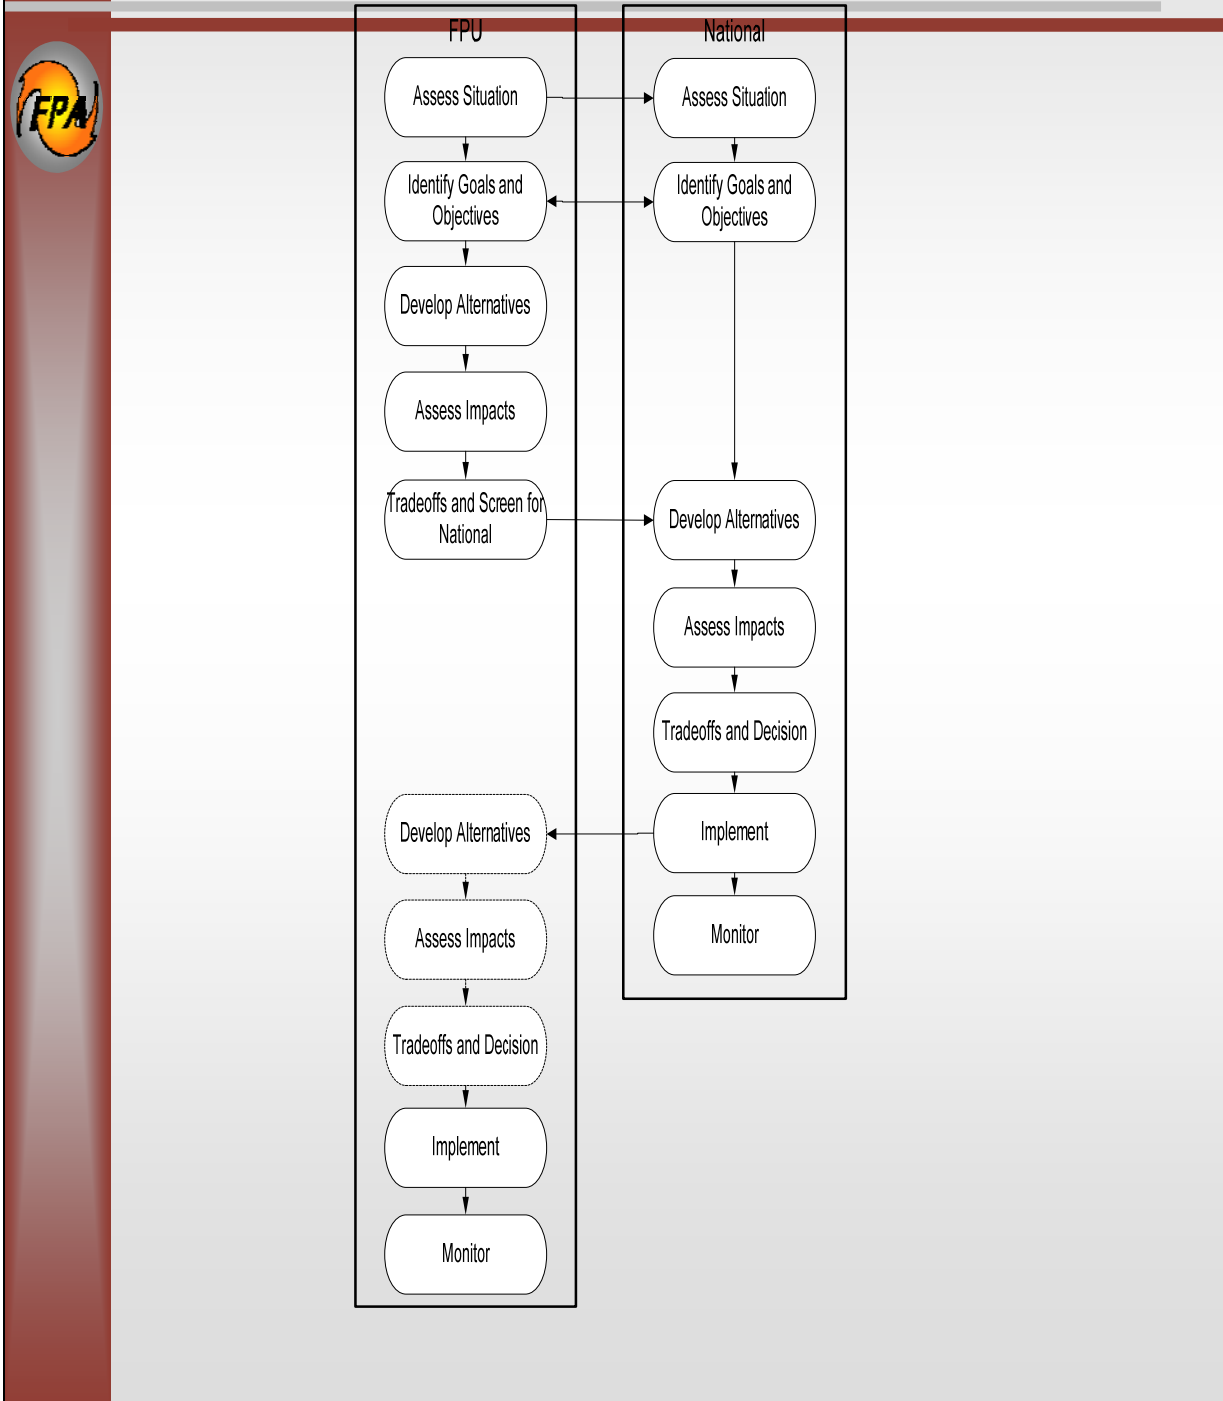 FPA
FPU
Assess Situation
Identify Goals and
Objectives
Develop Alternatives
Assess Impacts
Tradeoffs and Screen for
National
Develop Alternatives
Assess Impacts
Tradeoffs and Decision
Implement
Monitor
National
Assess Situation
Identify Goals and
Objectives
Develop Alternatives
Assess Impacts
Tradeoffs and Decision
Implement
Monitor